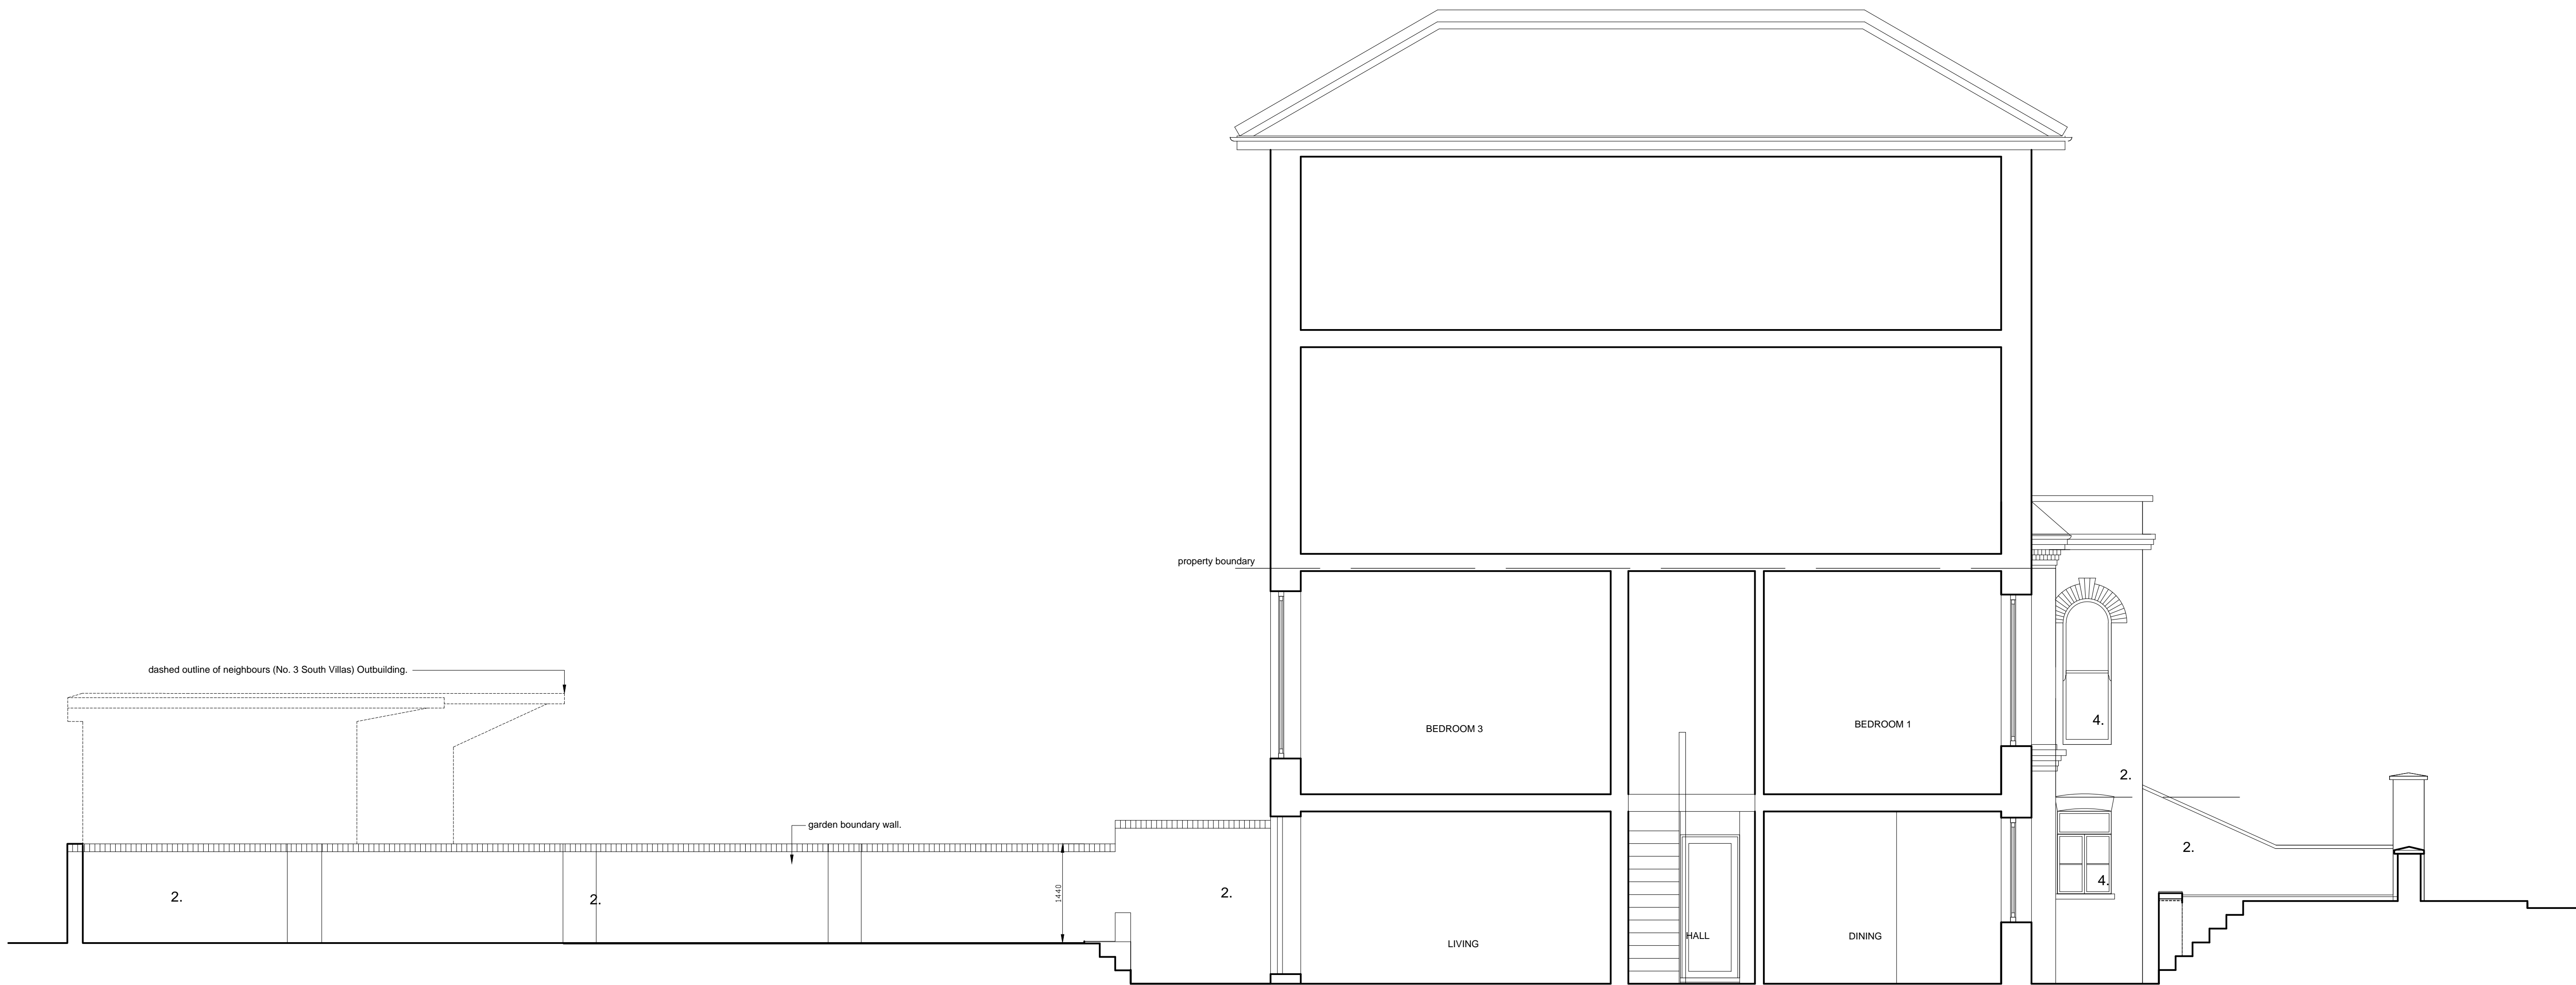 property boundary
dashed outline of neighbours (No. 3 South Villas) Outbuilding.
BEDROOM 3
BEDROOM 1
4.
2.
garden boundary wall.
2.
4.
2.
2.
2.
1440
LIVING
HALL
DINING